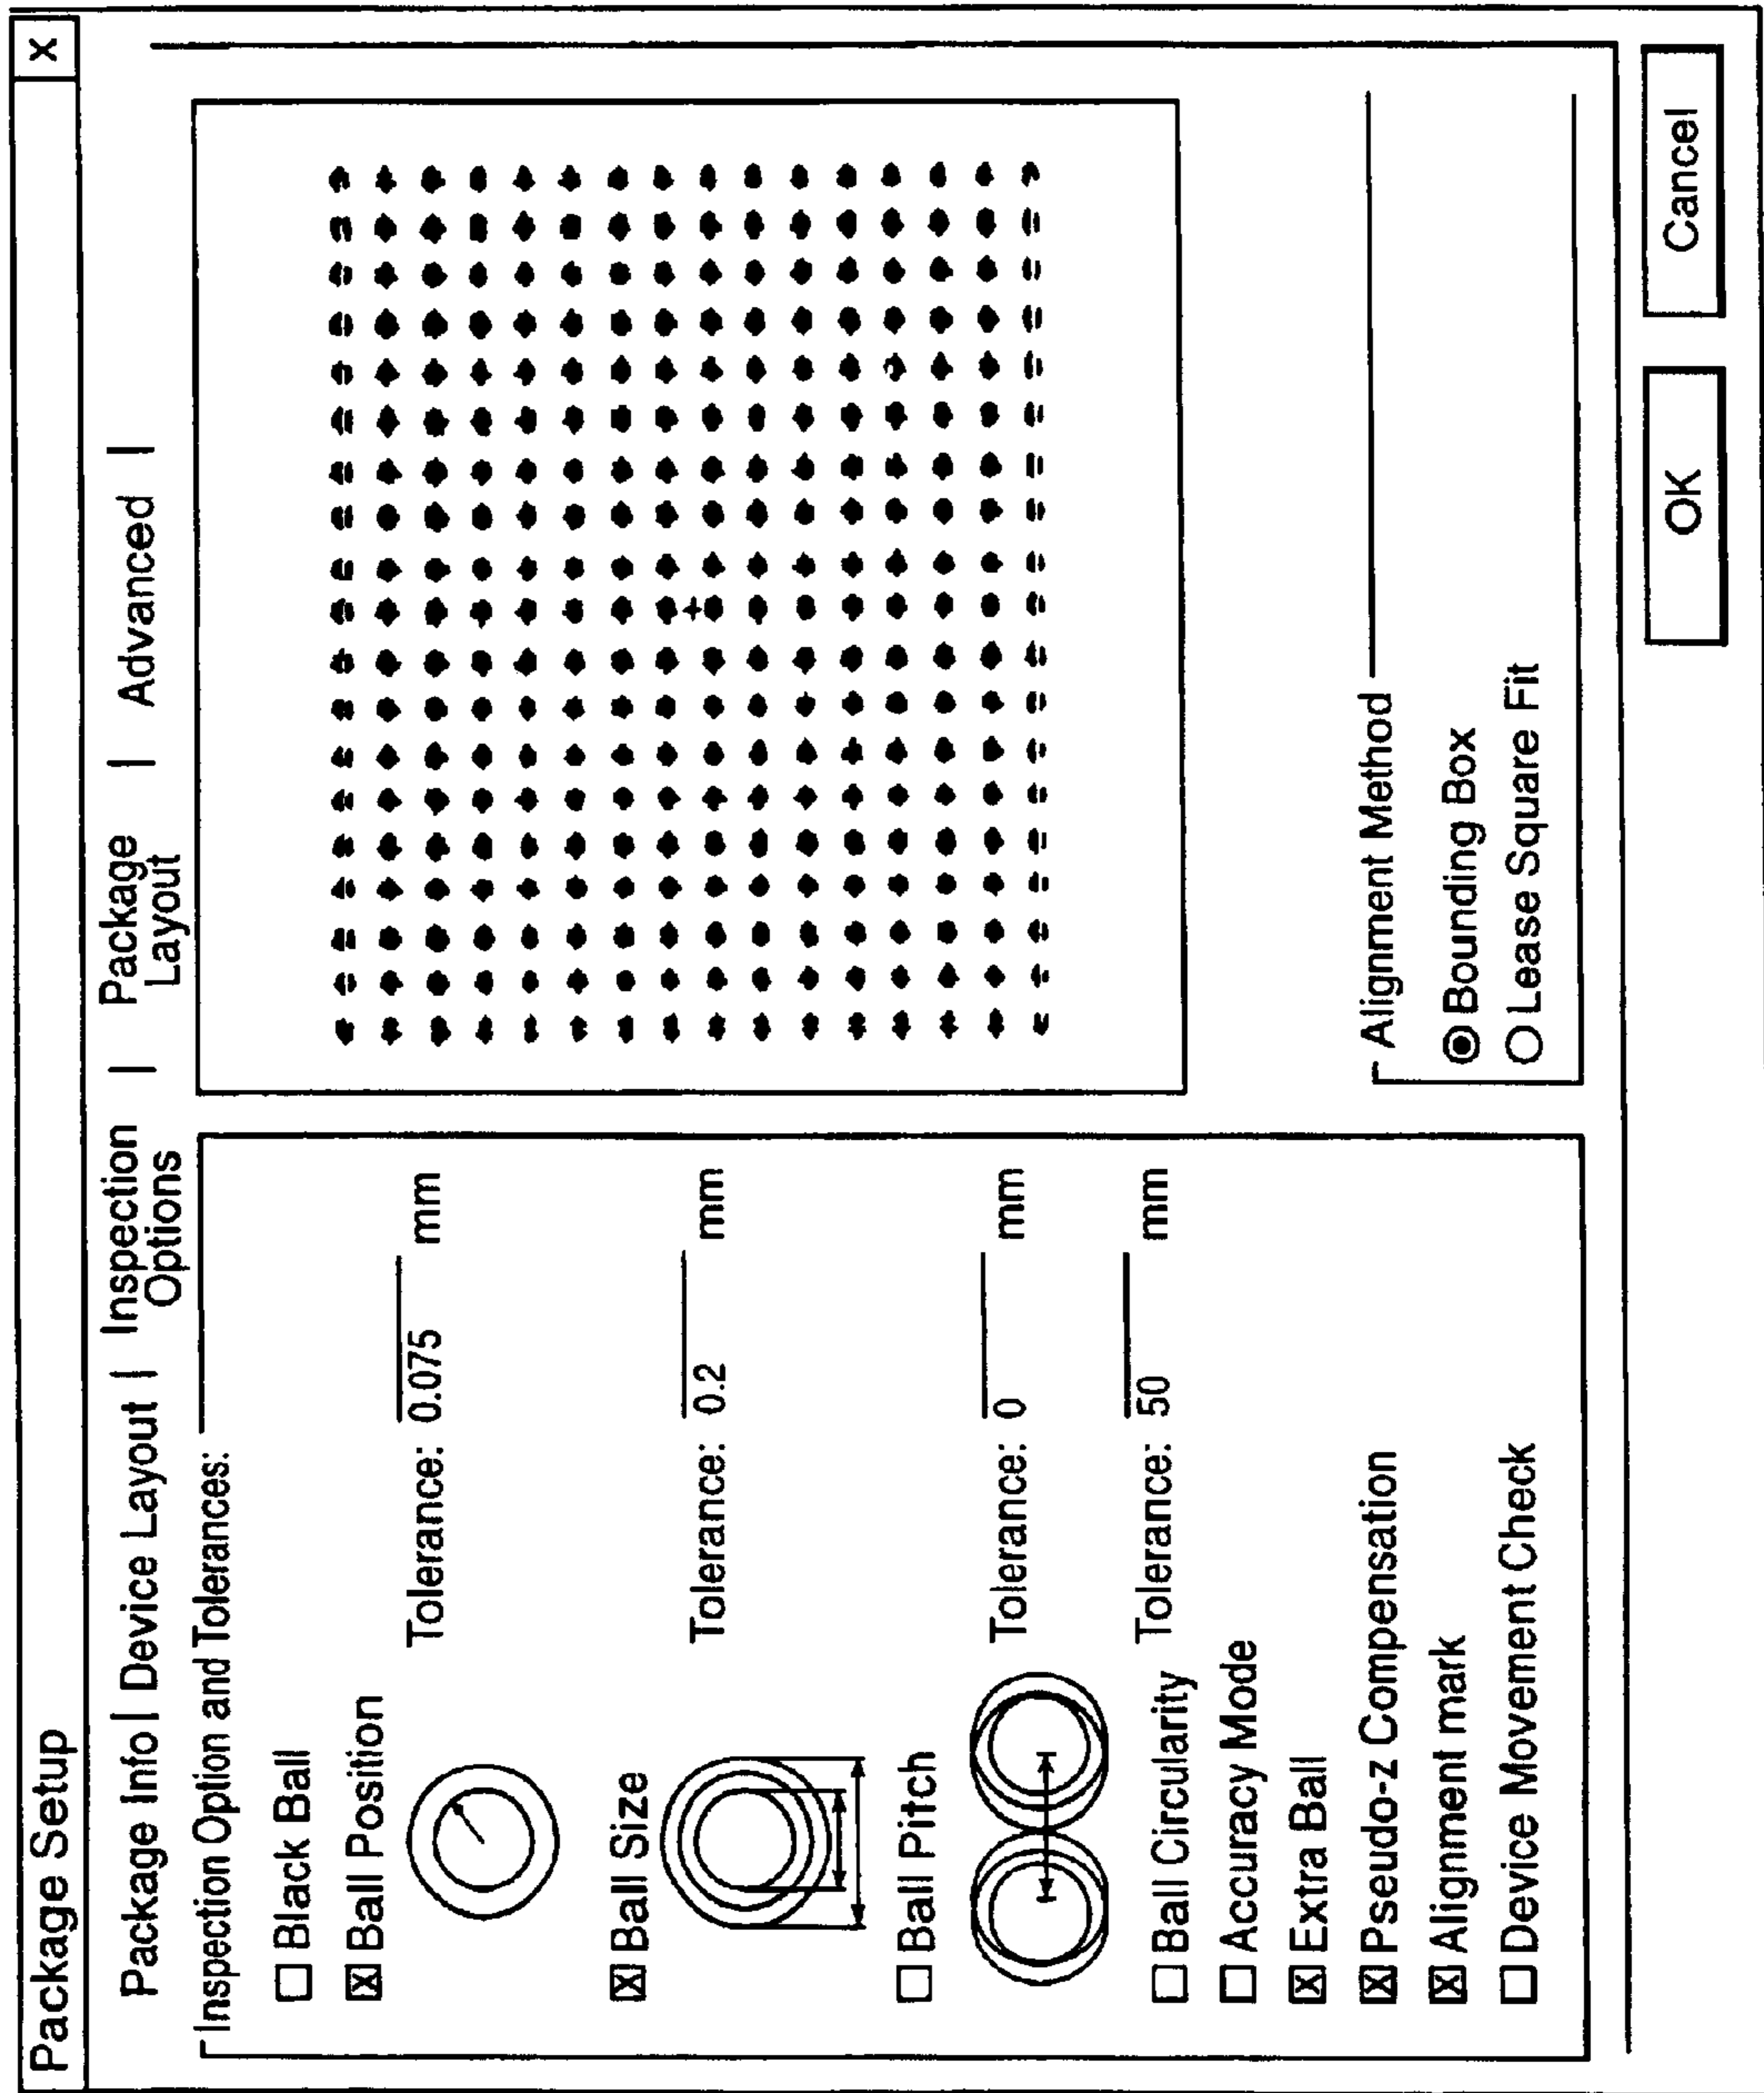 Package Setup
X
Package Info | Device Layout | Inspection Options | Package Layout | Advanced |
Inspection Option and Tolerances:
Black Ball
X Ball Position
Tolerance: 0.075 mm
X Ball Size
Tolerance: 0.2 mm
Ball Pitch
Tolerance: 0 mm
Ball Circularity Tolerance: 50 mm
Accuracy Mode
X Extra Ball
X Pseudo-z Compensation
X Alignment mark
Device Movement Check
Alignment Method
Bounding Box
Lease Square Fit
OK
Cancel